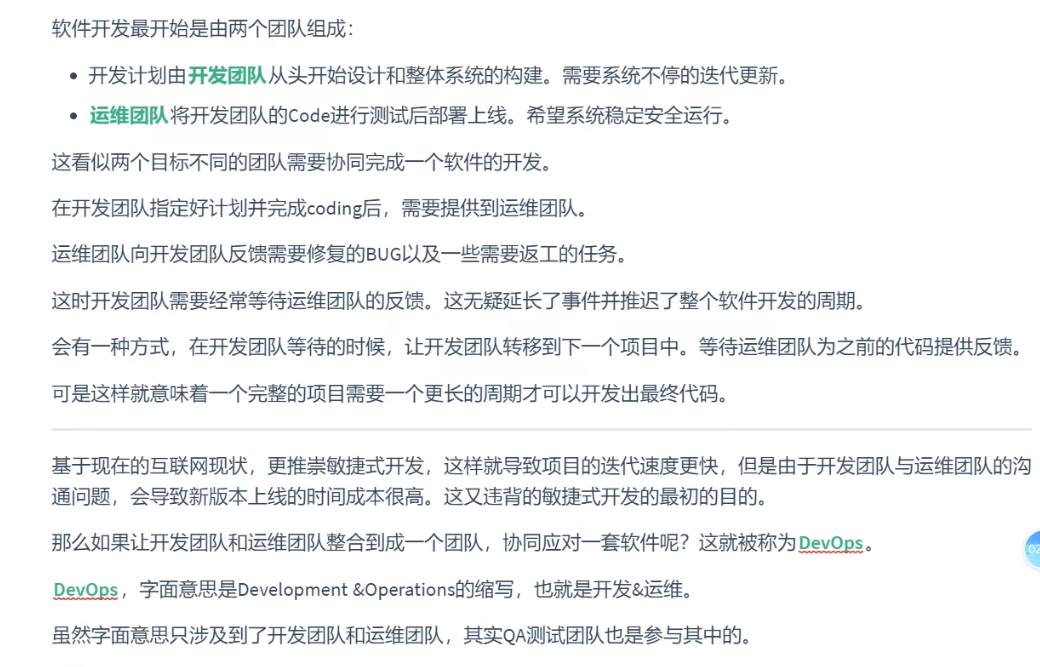 软件开发最开始是由两个团队组成：
• 开发计划由开发团队从头开始设计和整体系统的构建。需要系统不停的迭代更新。
• 运维团队将开发团队的Code进行测试后部署上线。希望系统稳定安全运行。
这看似两个目标不同的团队需要协同完成一个软件的开发。
在开发团队指定好计划并完成coding后，需要提供到运维团队。
运维团队向开发团队反馈需要修复的BUG以及一些需要返工的任务。
这时开发团队需要经常等待运维团队的反馈。这无疑延长了事件并推迟了整个软件开发的周期。
会有一种方式，在开发团队等待的时候，让开发团队转移到下一个项目中。等待运维团队为之前的代码提供反馈。
可是这样就意味着一个完整的项目需要一个更长的周期才可以开发出最终代码。
基于现在的互联网现状，更推崇敏捷式开发，这样就导致项目的迭代速度更快，但是由于开发团队与运维团队的沟
通问题，会导致新版本上线的时间成本很高。这又违背的敏捷式开发的最初的目的。
那么如果让开发团队和运维团队整合到成一个团队，协同应对一套软件呢？这就被称为DevOps。
DevOps，字面意思是Development &Operations的缩写，也就是开发&运维。
虽然字面意思只涉及到了开发团队和运维团队，其实QA测试团队也是参与其中的。